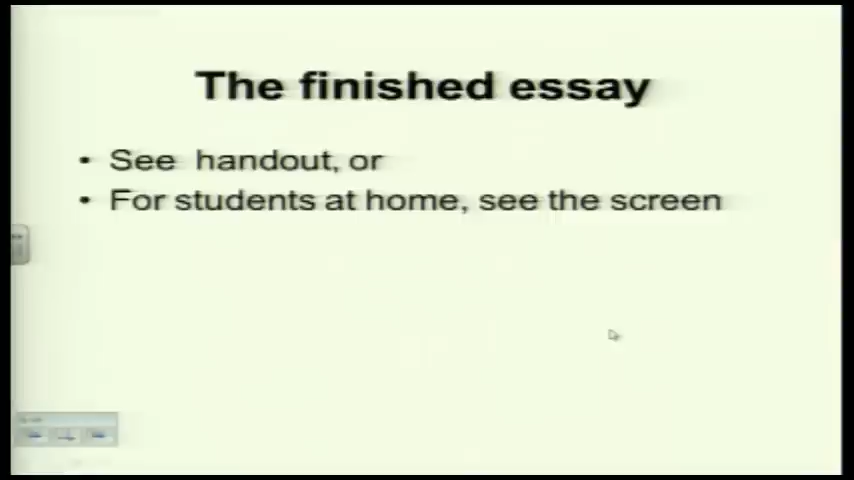 The finished essay
• See handout, or
• For students at home, see the screen